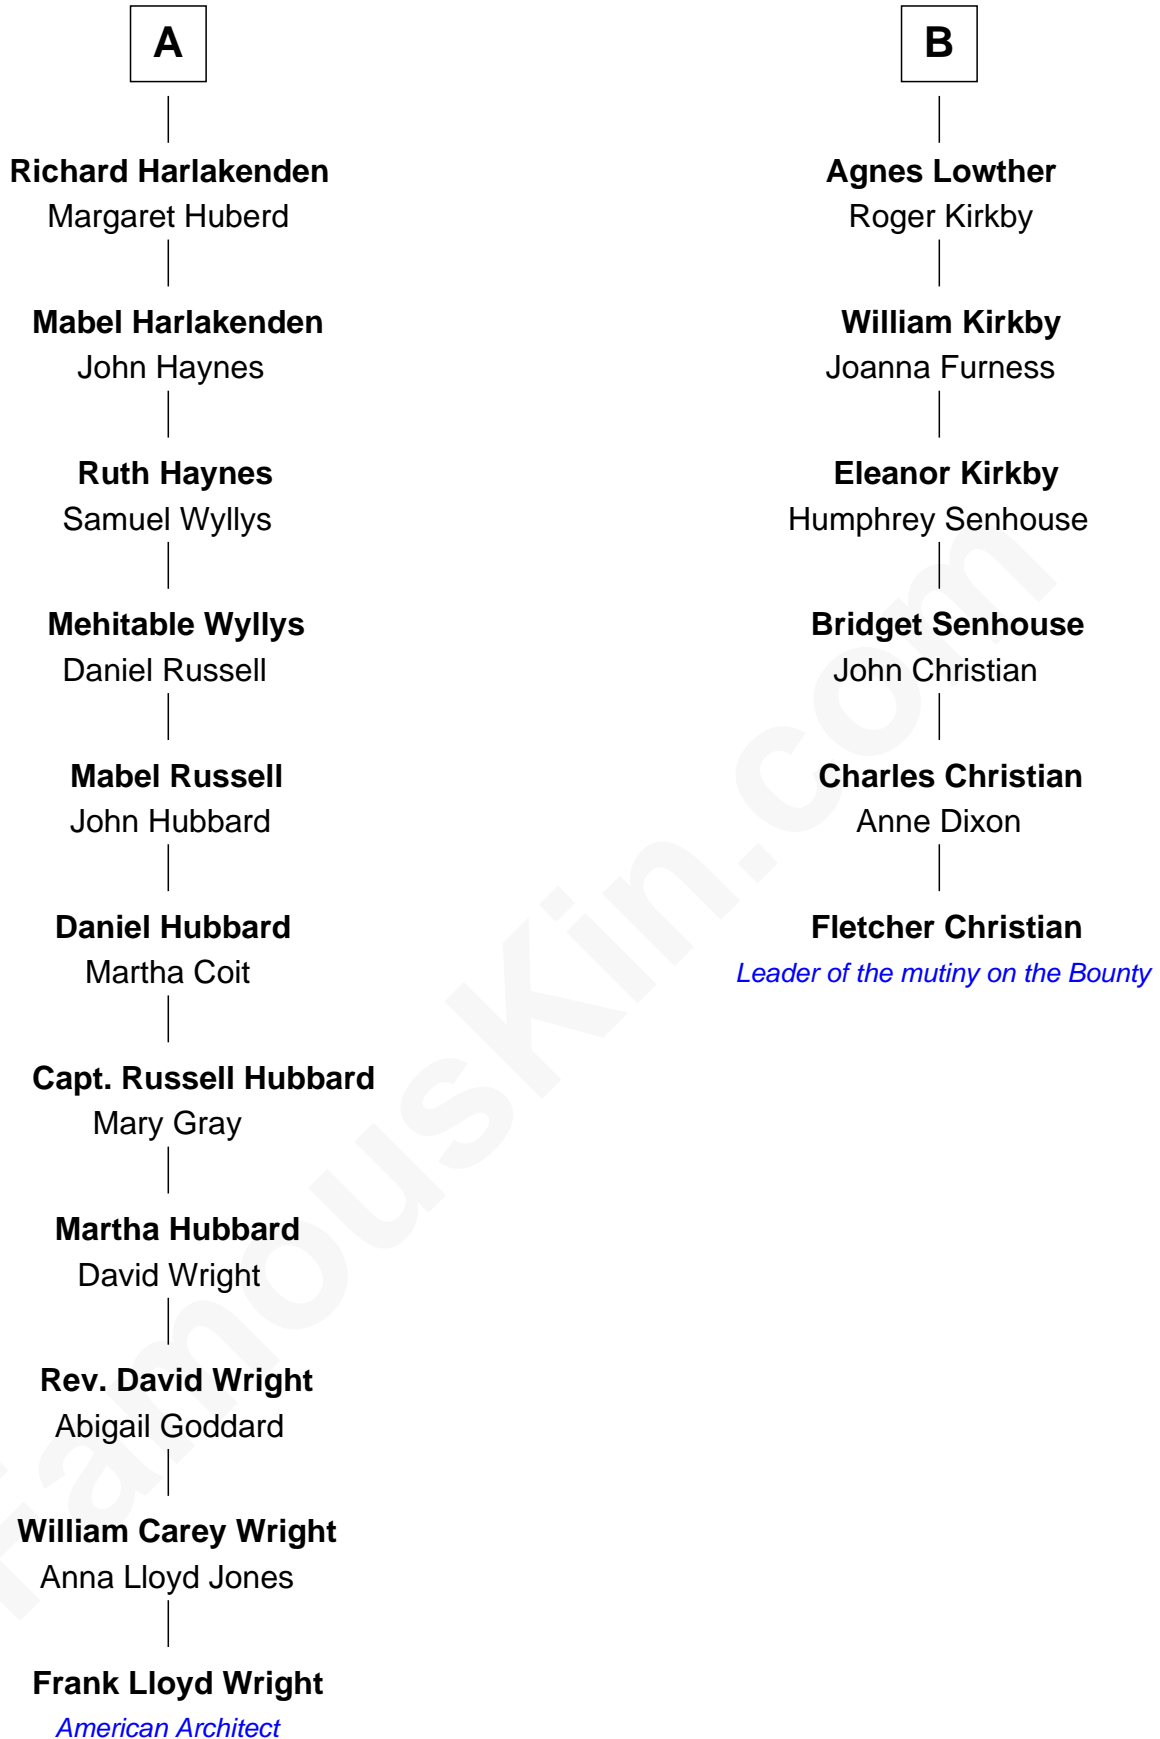 A
Richard Harlakenden
Margaret Huberd
Mabel Harlakenden
John Haynes
Ruth Haynes
Samuel Wyllys
Mehitable Wyllys
Daniel Russell
Mabel Russell
John Hubbard
Daniel Hubbard
Martha Coit
Capt. Russell Hubbard
Mary Gray
Martha Hubbard
David Wright
Rev. David Wright
Abigail Goddard
William Carey Wright
Anna Lloyd Jones
Frank Lloyd Wright
American Architect
B
Agnes Lowther
Roger Kirkby
William Kirkby
Joanna Furness
Eleanor Kirkby
Humphrey Senhouse
Bridget Senhouse
John Christian
Charles Christian
Anne Dixon
Fletcher Christian
Leader of the mutiny on the Bounty
FamousKin.com